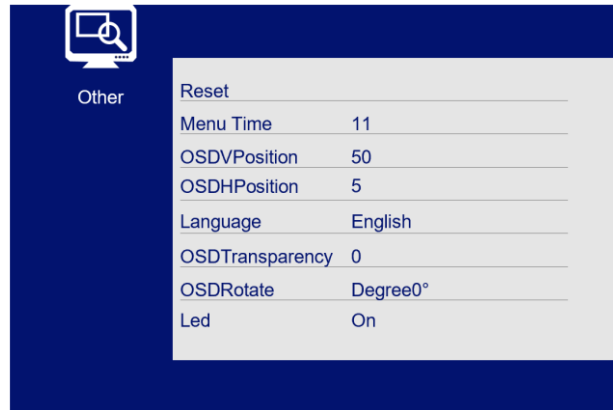 Other
Reset
Menu Time 11
OSDVPosition 50
OSDHPosition 5
Language English
OSDTransparency 0
OSDRotate Degree0°
Led On